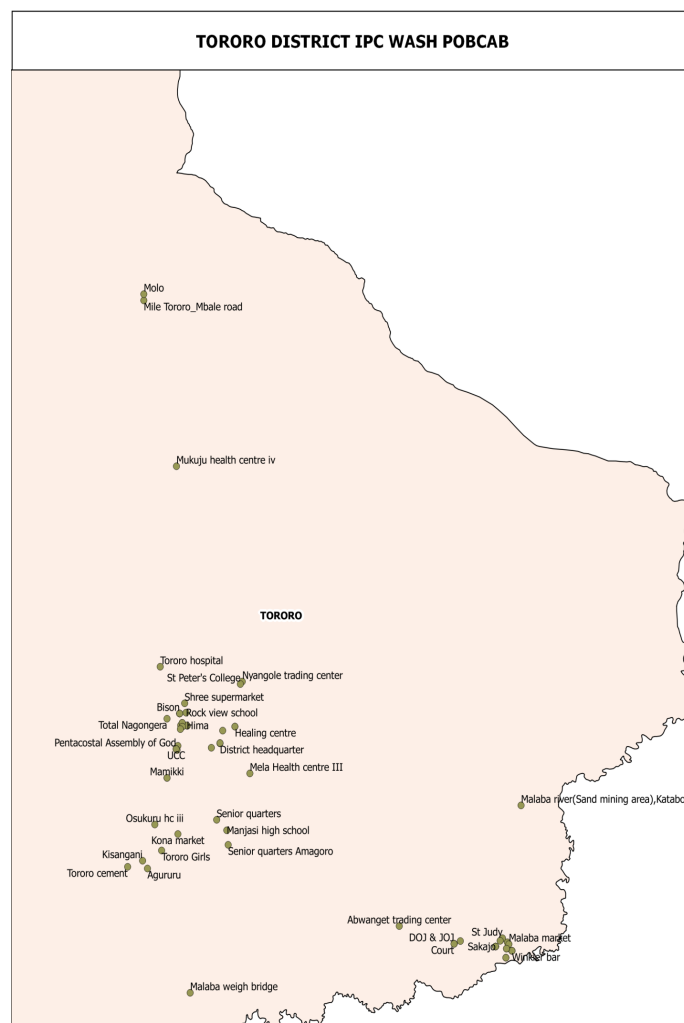 TORORO DISTRICT IPC WASH POBCAB
Molo
Mile Tororo_Mbale road
Mukuju health centre iv
TORORO
Tororo hospital
St Peter's College
Nyangole trading center
Shree supermarket
Bison
Rock view school
Total Nagongera
Hima
Healing centre
Pentacostal Assembly of God
District headquarter
UCC
Mela Health centre III
Mamikki
Malaba river(Sand mining area),Katabo
Senior quarters
Osukuru hc iii
Manjasi high school
Kona market
Senior quarters Amagoro
Tororo Girls
Kisangani
Tororo cement
Agururu
Abwanget trading center
St Judy
DOJ & JOJ
Malaba market
Sakajo
Court
Winkler bar
Malaba weigh bridge